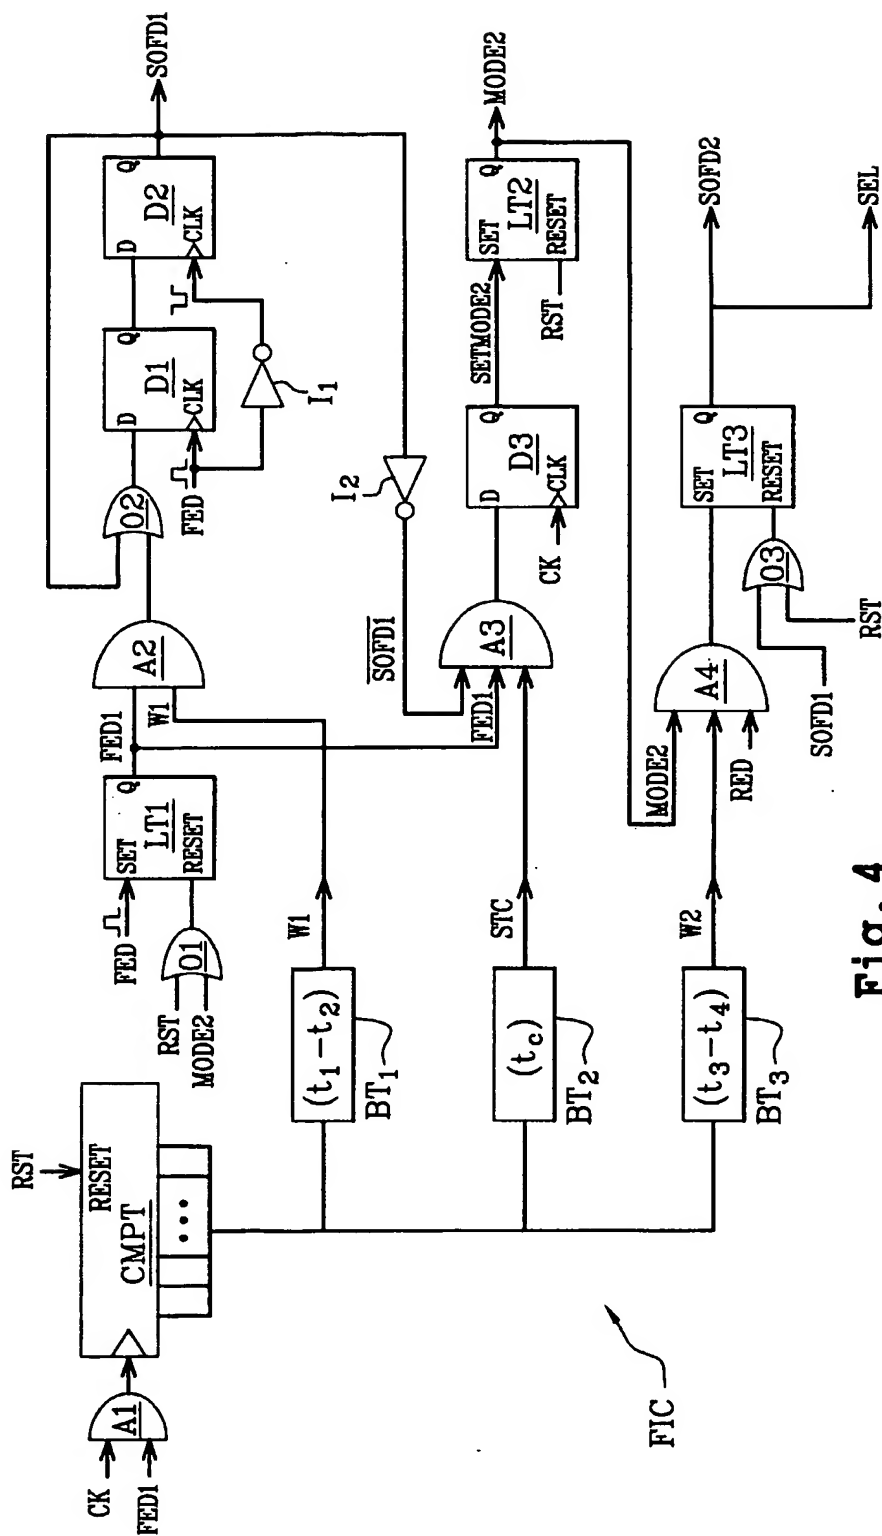 CK
FED1
A1
RST
RESET
CMPT
FED
RST
MODE2
O1
SET
Q
LT1
RESET
FED1
W1
A2
O2
D
Q
D1
CLK
FED
I1
D
Q
D2
CLK
SOFD1
(t1-t2)
BT1
W1
(tc)
BT2
STC
(t3-t4)
BT3
W2
SOFD1
FED1
A3
I2
D
Q
D3
CLK
CK
SETMODE2
SET
Q
LT2
RESET
RST
MODE2
MODE2
RED
A4
SOFD1
RST
O3
SET
Q
LT3
RESET
SOFD2
SEL
FIC
Fig. 4